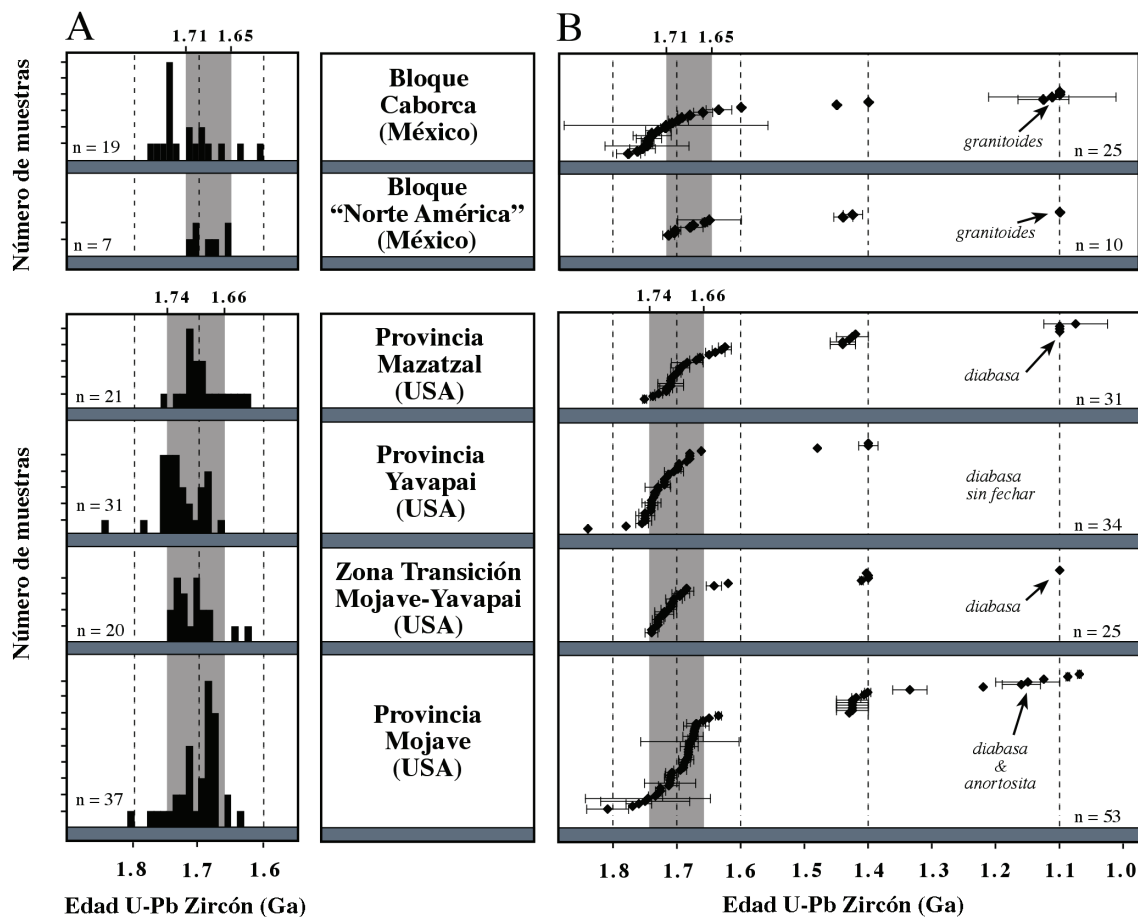 A
B
1.71 1.65
1.71 1.65
Número de muestras
n = 19
Bloque
Caborca
(México)
granitoides
n = 25
n = 7
Bloque
“Norte América”
(México)
granitoides
n = 10
1.74 1.66
1.74 1.66
Número de muestras
n = 21
Provincia
Mazatzal
(USA)
diabasa
n = 31
n = 31
Provincia
Yavapai
(USA)
diabasa
sin fechar
n = 34
n = 20
Zona Transición
Mojave-Yavapai
(USA)
diabasa
n = 25
n = 37
Provincia
Mojave
(USA)
diabasa
&
anortosita
n = 53
1.8 1.7 1.6
1.8 1.7 1.6 1.5 1.4 1.3 1.2 1.1 1.0
Edad U-Pb Zircón (Ga)
Edad U-Pb Zircón (Ga)